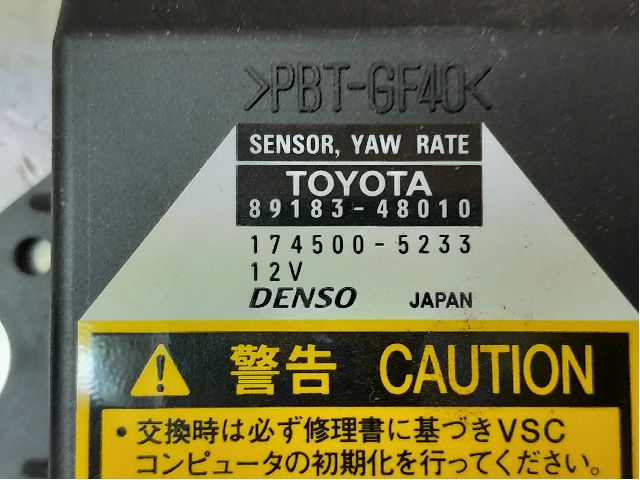 >PBT-GF40<
SENSOR, YAW RATE
TOYOTA
89183-48010
174500-5233
12V
DENSO JAPAN
警告 CAUTION
・交換時は必ず修理書に基づきVSC
コンピュータの初期化を行ってください。